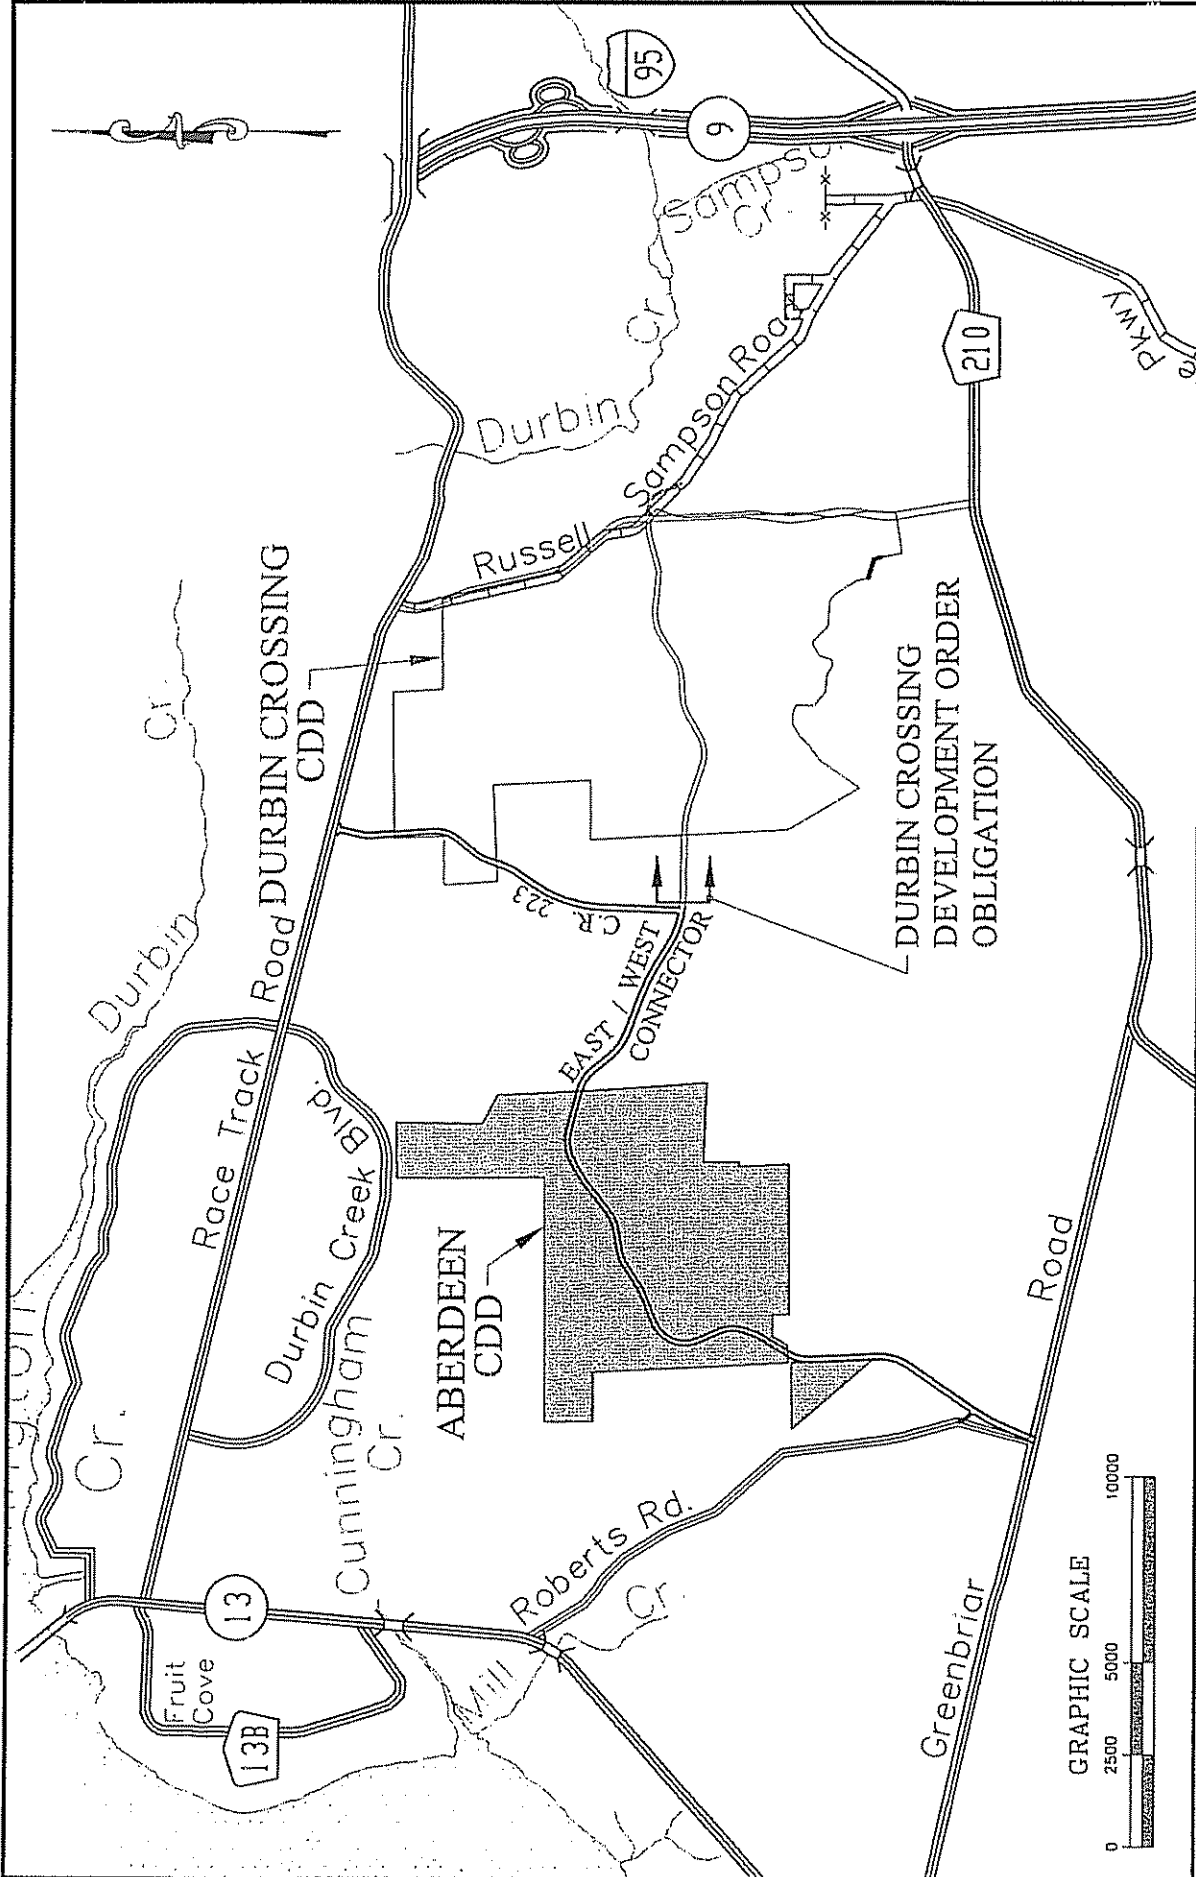 95
9
Sampso
Cr.
Durbin
Cr.
Russell
Sampson Road
210
Pkwy
Durbin
Cr.
DURBIN CROSSING
CDD
Race Track
Road
Durbin Creek Blvd.
C.R. 223
EAST / WEST
CONNECTOR
DURBIN CROSSING
DEVELOPMENT ORDER
OBLIGATION
ABERDEEN
CDD
Cr.
Cunningham
Cr.
13
Fruit
Cove
13B
Mill
Cr.
Roberts Rd.
Greenbriar
Road
GRAPHIC SCALE
0 2500 5000 10000